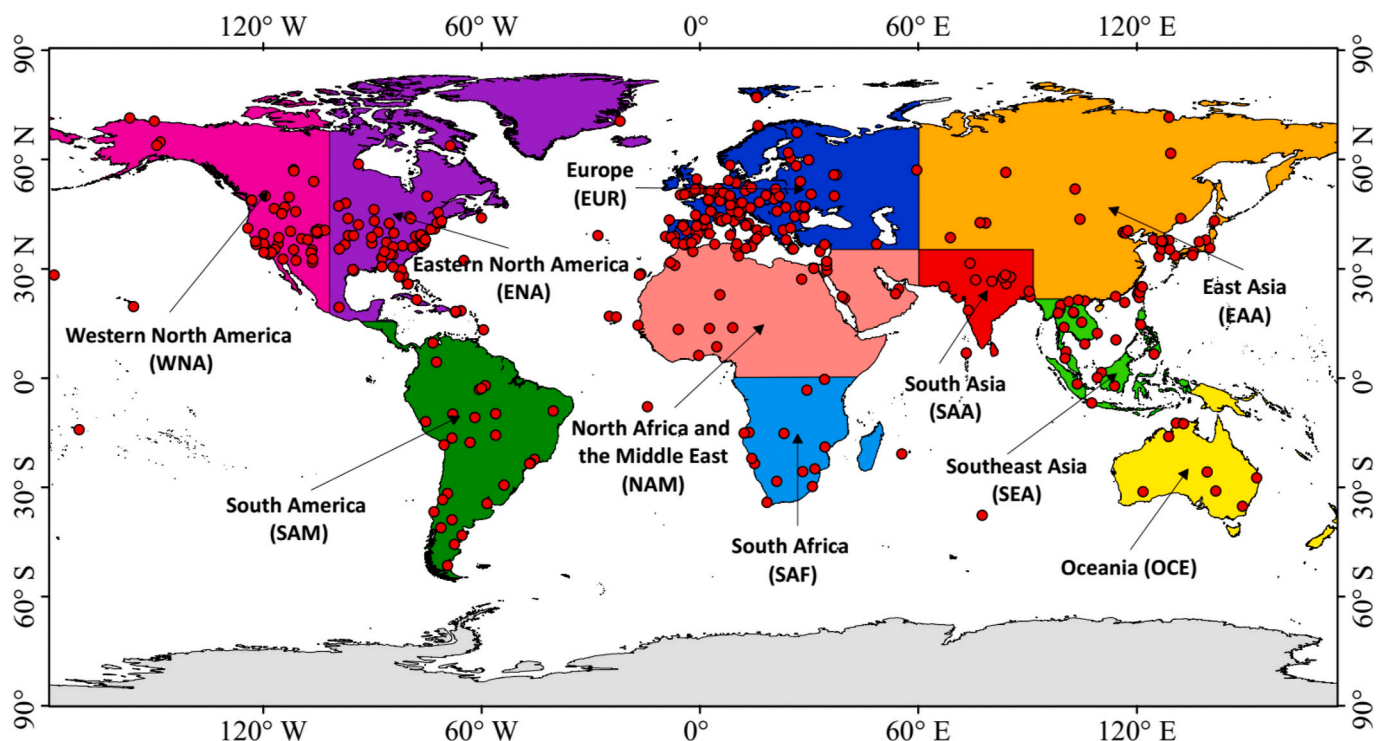 120° W 60° W 0° 60° E 120° E
90° 90°
60° N 60° N
30° N 30° N
0° 0°
30° S 30° S
60° S 60° S
90° 90°
Europe
(EUR)
Eastern North America
(ENA)
East Asia
(EAA)
Western North America
(WNA)
South Asia
(SAA)
North Africa and
the Middle East
(NAM)
Southeast Asia
(SEA)
South America
(SAM)
South Africa
(SAF)
Oceania (OCE)
120° W 60° W 0° 60° E 120° E